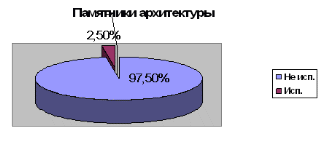 Памятники архитектуры
2,50%
97,50%
Не исп.
Исп.